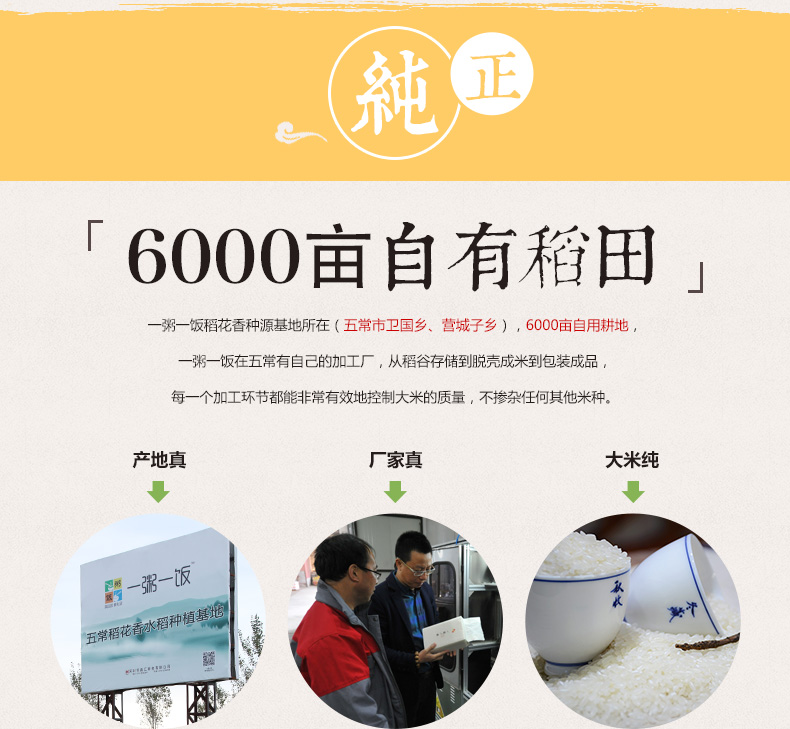 純正
「6000亩自有稻田」
一粥一饭稻花香种源基地所在（五常市卫国乡、营城子乡），6000亩自用耕地，
一粥一饭在五常有自己的加工厂，从稻谷存储到脱壳成米到包装成品，
每一个加工环节都能非常有效地控制大米的质量，不掺杂任何其他米种。
产地真
厂家真
大米纯
一粥一饭
五常稻花香水稻种植基地